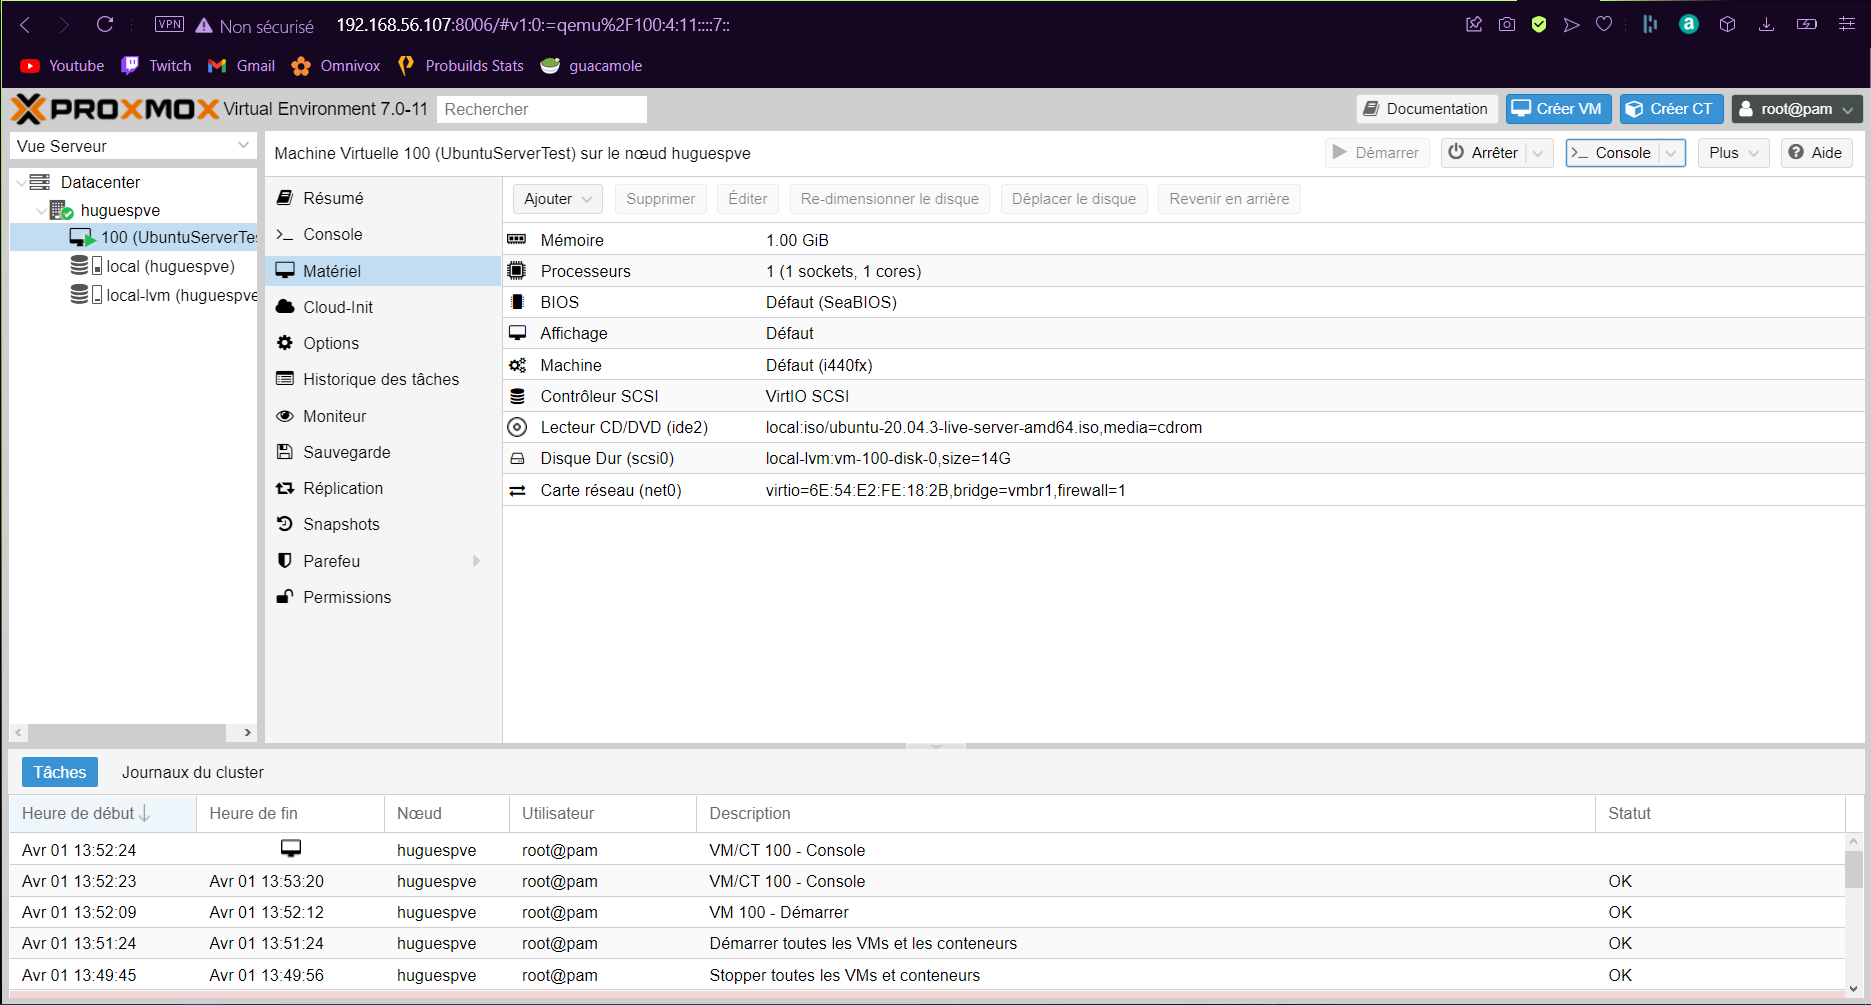 VPN Non sécurisé 192.168.56.107:8006/#v1:0:=qemu%2F100:4:11::::7::
Youtube Twitch Gmail Omnivox Probuilds Stats guacamole
PROXMOX Virtual Environment 7.0-11 Rechercher Documentation Créer VM Créer CT root@pam
Vue Serveur
Machine Virtuelle 100 (UbuntuServerTest) sur le nœud huguespve Démarrer Arrêter Console Plus Aide
Datacenter
huguespve
100 (UbuntuServerTes
local (huguespve)
local-lvm (huguespve
Résumé
Console
Matériel
Cloud-Init
Options
Historique des tâches
Moniteur
Sauvegarde
Réplication
Snapshots
Parefeu
Permissions
Ajouter Supprimer Éditer Re-dimensionner le disque Déplacer le disque Revenir en arrière
Mémoire 1.00 GiB
Processeurs 1 (1 sockets, 1 cores)
BIOS Défaut (SeaBIOS)
Affichage Défaut
Machine Défaut (i440fx)
Contrôleur SCSI VirtIO SCSI
Lecteur CD/DVD (ide2) local:iso/ubuntu-20.04.3-live-server-amd64.iso,media=cdrom
Disque Dur (scsi0) local-lvm:vm-100-disk-0,size=14G
Carte réseau (net0) virtio=6E:54:E2:FE:18:2B,bridge=vmbr1,firewall=1
Tâches Journaux du cluster
Heure de début Heure de fin Nœud Utilisateur Description Statut
Avr 01 13:52:24 huguespve root@pam VM/CT 100 - Console
Avr 01 13:52:23 Avr 01 13:53:20 huguespve root@pam VM/CT 100 - Console OK
Avr 01 13:52:09 Avr 01 13:52:12 huguespve root@pam VM 100 - Démarrer OK
Avr 01 13:51:24 Avr 01 13:51:24 huguespve root@pam Démarrer toutes les VMs et les conteneurs OK
Avr 01 13:49:45 Avr 01 13:49:56 huguespve root@pam Stopper toutes les VMs et conteneurs OK